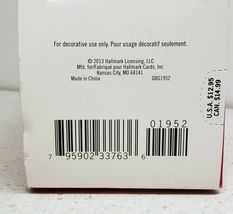 For decorative use only. Pour usage décoratif seulement.
© 2013 Hallmark Licensing, LLC
Mfd. for/Fabriqué pour Hallmark Cards, Inc.
Kansas City, MO 64141
Made in China QRG1952
U.S.A. $12.95
CAN. $14.99
01952
7 95902 33763 6